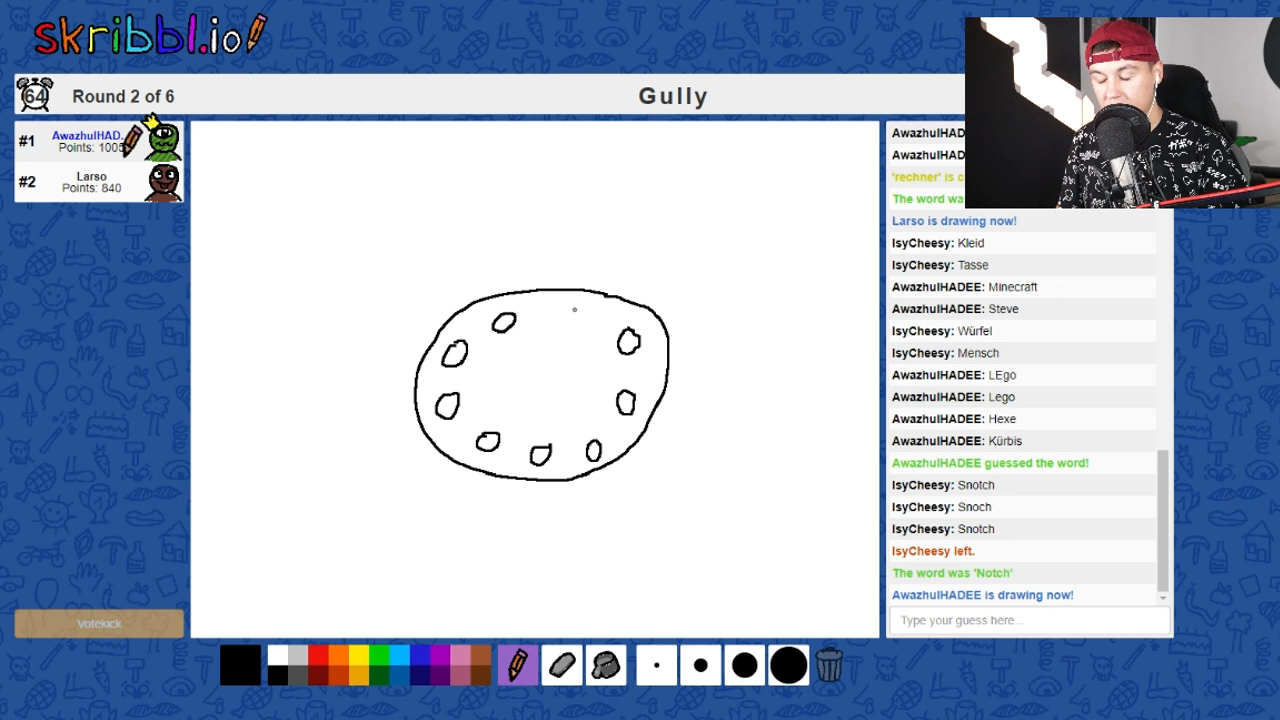 skribbl.io
64
Round 2 of 6
Gully
#1
AwazhulHAD.
Points: 1005
#2
Larso
Points: 840
Votekick
AwazhulHAD
AwazhulHAD
'rechner' is c
The word wa
Larso is drawing now!
IsyCheesy: Kleid
IsyCheesy: Tasse
AwazhulHADEE: Minecraft
AwazhulHADEE: Steve
IsyCheesy: Würfel
IsyCheesy: Mensch
AwazhulHADEE: LEgo
AwazhulHADEE: Lego
AwazhulHADEE: Hexe
AwazhulHADEE: Kürbis
AwazhulHADEE guessed the word!
IsyCheesy: Snotch
IsyCheesy: Snoch
IsyCheesy: Snotch
IsyCheesy left.
The word was 'Notch'
AwazhulHADEE is drawing now!
Type your guess here...